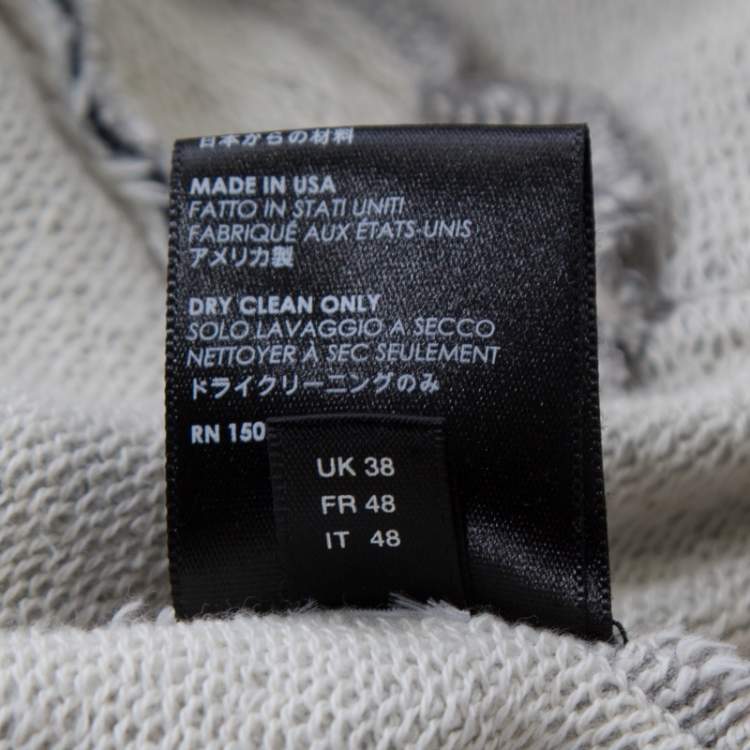 日本からの材料
MADE IN USA
FATTO IN STATI UNITI
FABRIQUÉ AUX ÉTATS-UNIS
アメリカ製
DRY CLEAN ONLY
SOLO LAVAGGIO A SECCO
NETTOYER À SEC SEULEMENT
ドライクリーニングのみ
RN 150
UK 38
FR 48
IT 48